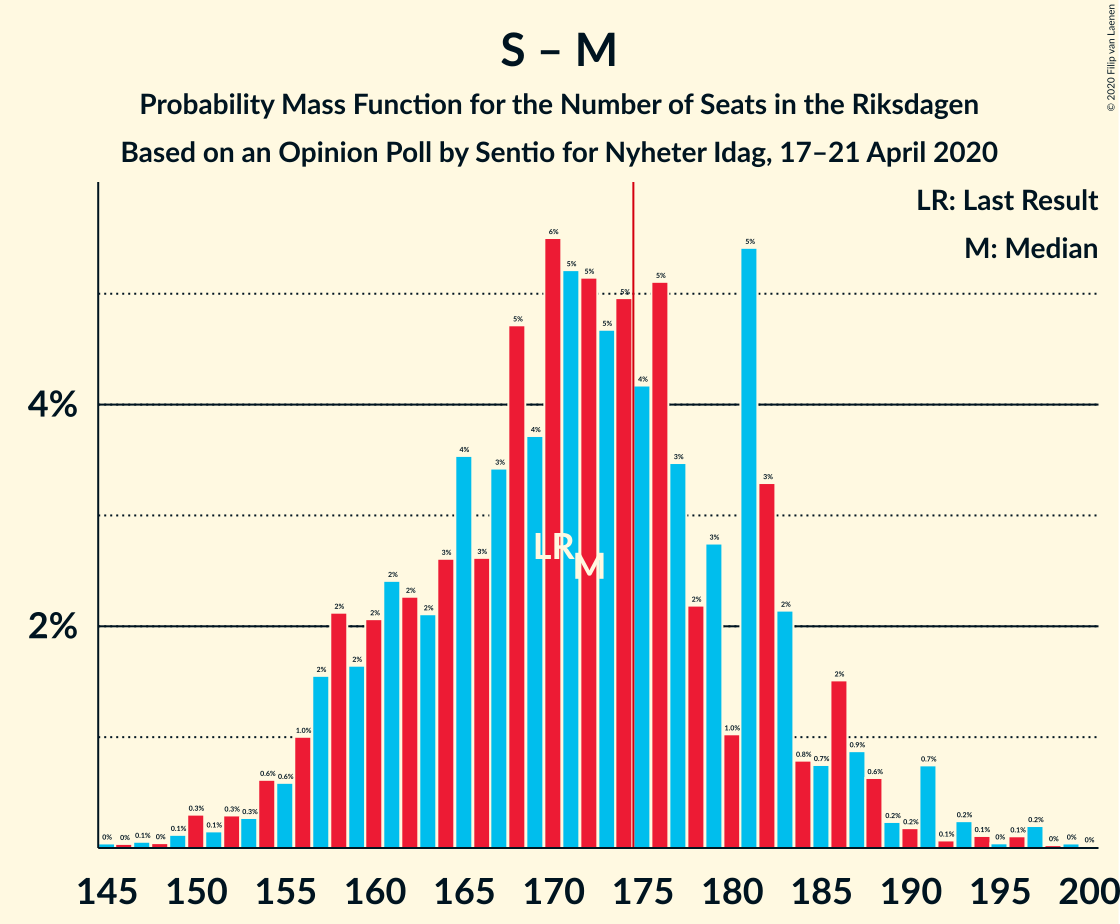 S – M
Probability Mass Function for the Number of Seats in the Riksdagen
Based on an Opinion Poll by Sentio for Nyheter Idag, 17–21 April 2020
© 2020 Filip van Laenen
LR: Last Result
M: Median
4%
2%
0% 0% 0.1% 0% 0.1% 0.3% 0.1% 0.3% 0.3% 0.6% 0.6% 1.0% 2% 2% 2% 2% 2% 2% 2% 3% 4% 3% 3% 5% 4% 6% 5% 5% 5% 5% 4% 5% 3% 2% 3% 1.0% 5% 3% 2% 0.8% 0.7% 2% 0.9% 0.6% 0.2% 0.2% 0.7% 0.1% 0.2% 0.1% 0% 0.1% 0.2% 0% 0% 0%
LR
M
145 150 155 160 165 170 175 180 185 190 195 200